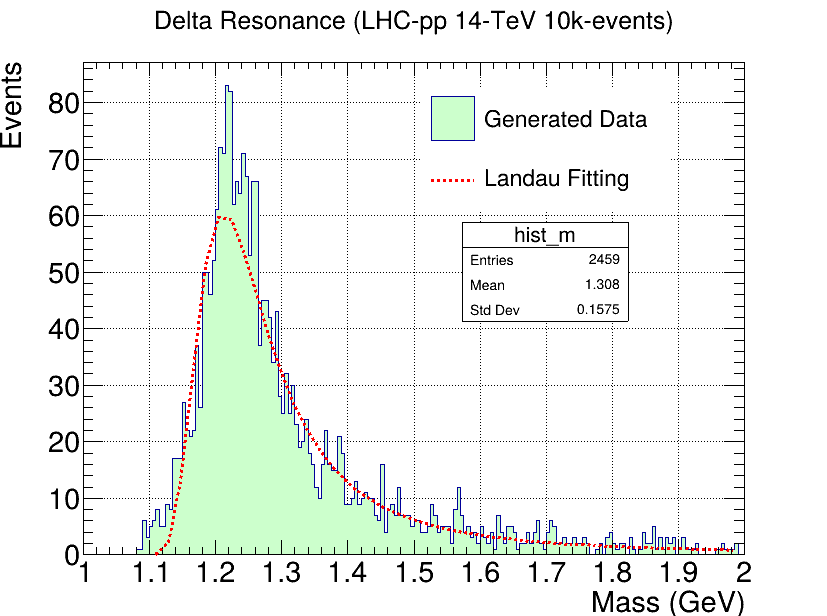 Delta Resonance (LHC-pp 14-TeV 10k-events)
Events
80
70
60
50
40
30
20
10
0
Generated Data
Landau Fitting
hist_m
Entries 2459
Mean 1.308
Std Dev 0.1575
1 1.1 1.2 1.3 1.4 1.5 1.6 1.7 1.8 1.9 2
Mass (GeV)